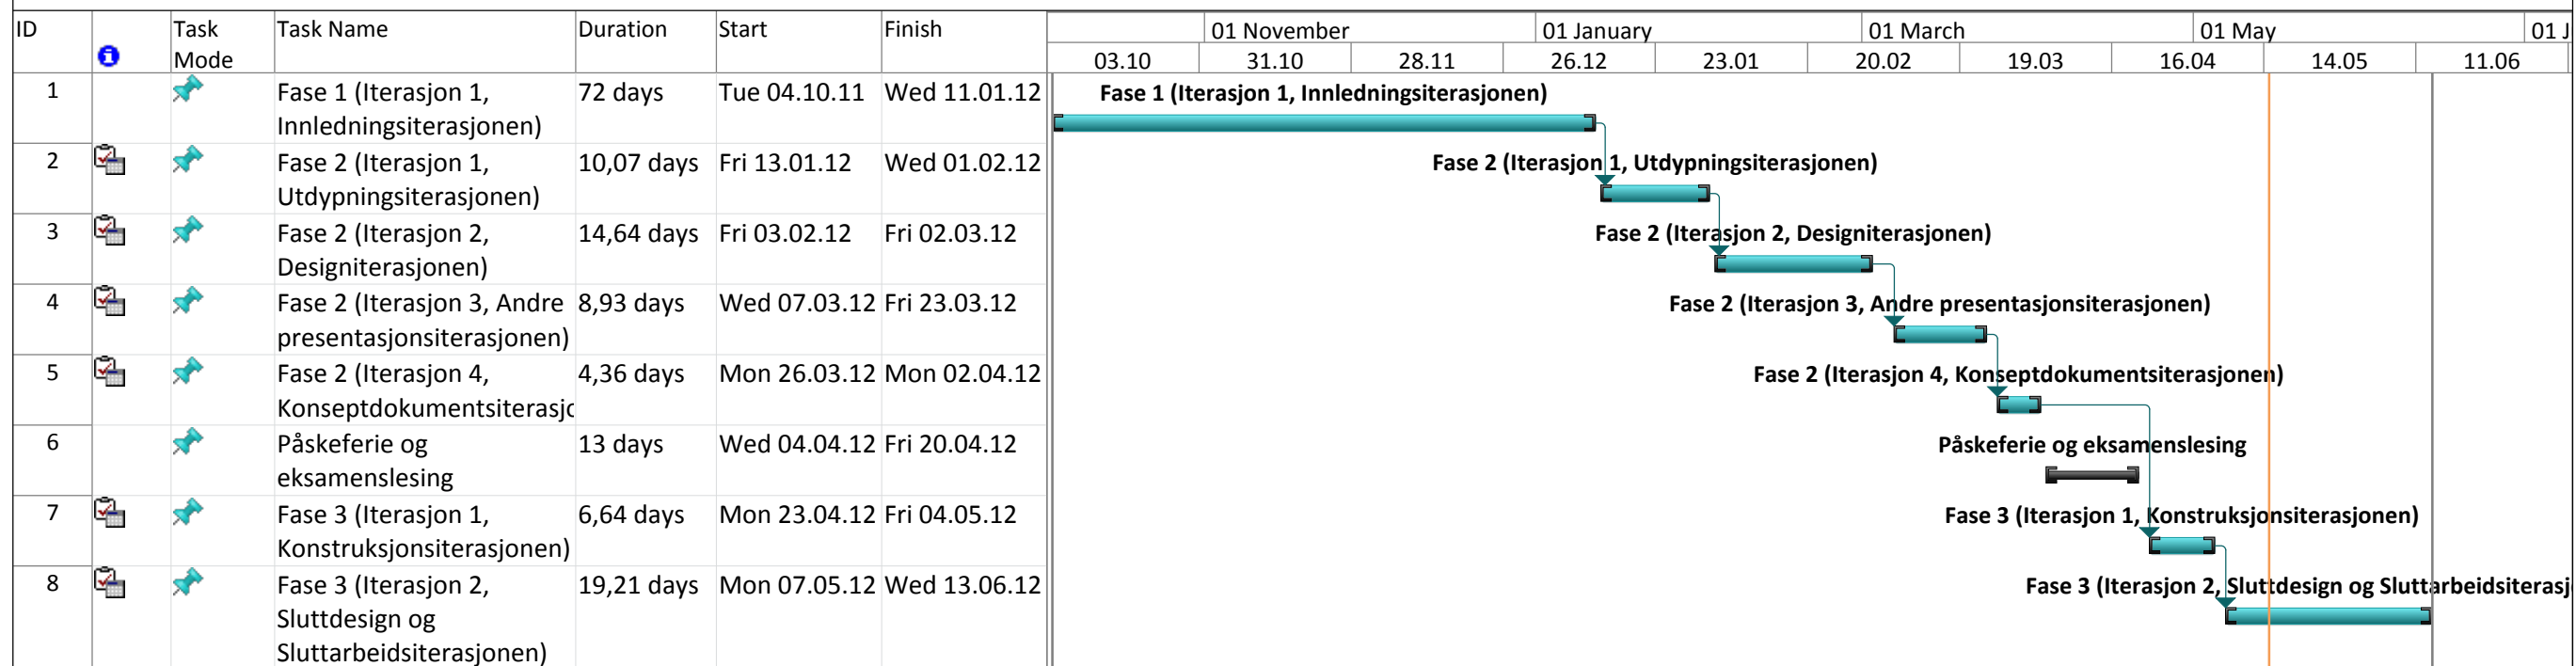 ID Task Task Name Duration Start Finish 01 November 01 January 01 March 01 May 01 J
Mode 03.10 31.10 28.11 26.12 23.01 20.02 19.03 16.04 14.05 11.06
1 Fase 1 (Iterasjon 1, 72 days Tue 04.10.11 Wed 11.01.12 Fase 1 (Iterasjon 1, Innledningsiterasjonen)
Innledningsiterasjonen)
2 Fase 2 (Iterasjon 1, 10,07 days Fri 13.01.12 Wed 01.02.12 Fase 2 (Iterasjon 1, Utdypningsiterasjonen)
Utdypningsiterasjonen)
3 Fase 2 (Iterasjon 2, 14,64 days Fri 03.02.12 Fri 02.03.12 Fase 2 (Iterasjon 2, Designiterasjonen)
Designiterasjonen)
4 Fase 2 (Iterasjon 3, Andre 8,93 days Wed 07.03.12 Fri 23.03.12 Fase 2 (Iterasjon 3, Andre presentasjonsiterasjonen)
presentasjonsiterasjonen)
5 Fase 2 (Iterasjon 4, 4,36 days Mon 26.03.12 Mon 02.04.12 Fase 2 (Iterasjon 4, Konseptdokumentsiterasjonen)
Konseptdokumentsiterasjo
6 Påskeferie og 13 days Wed 04.04.12 Fri 20.04.12 Påskeferie og eksamenslesing
eksamenslesing
7 Fase 3 (Iterasjon 1, 6,64 days Mon 23.04.12 Fri 04.05.12 Fase 3 (Iterasjon 1, Konstruksjonsiterasjonen)
Konstruksjonsiterasjonen)
8 Fase 3 (Iterasjon 2, 19,21 days Mon 07.05.12 Wed 13.06.12 Fase 3 (Iterasjon 2, Sluttdesign og Sluttarbeidsiterasj
Sluttdesign og
Sluttarbeidsiterasjonen)